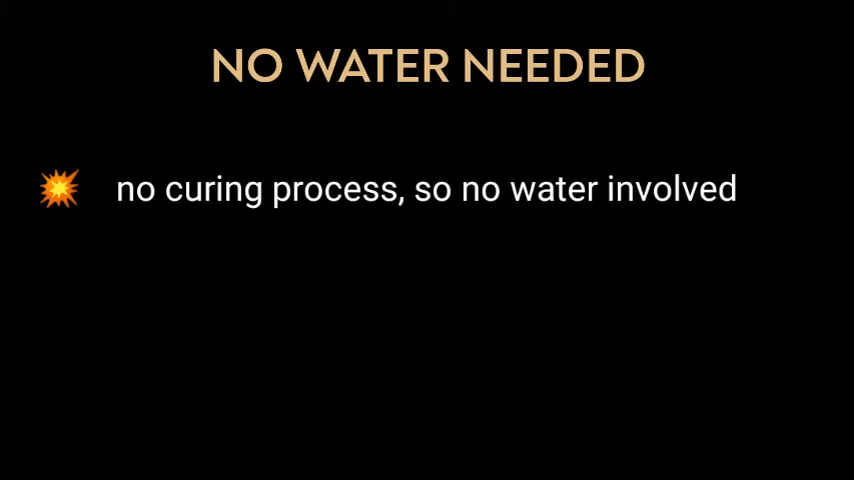 NO WATER NEEDED
no curing process, so no water involved